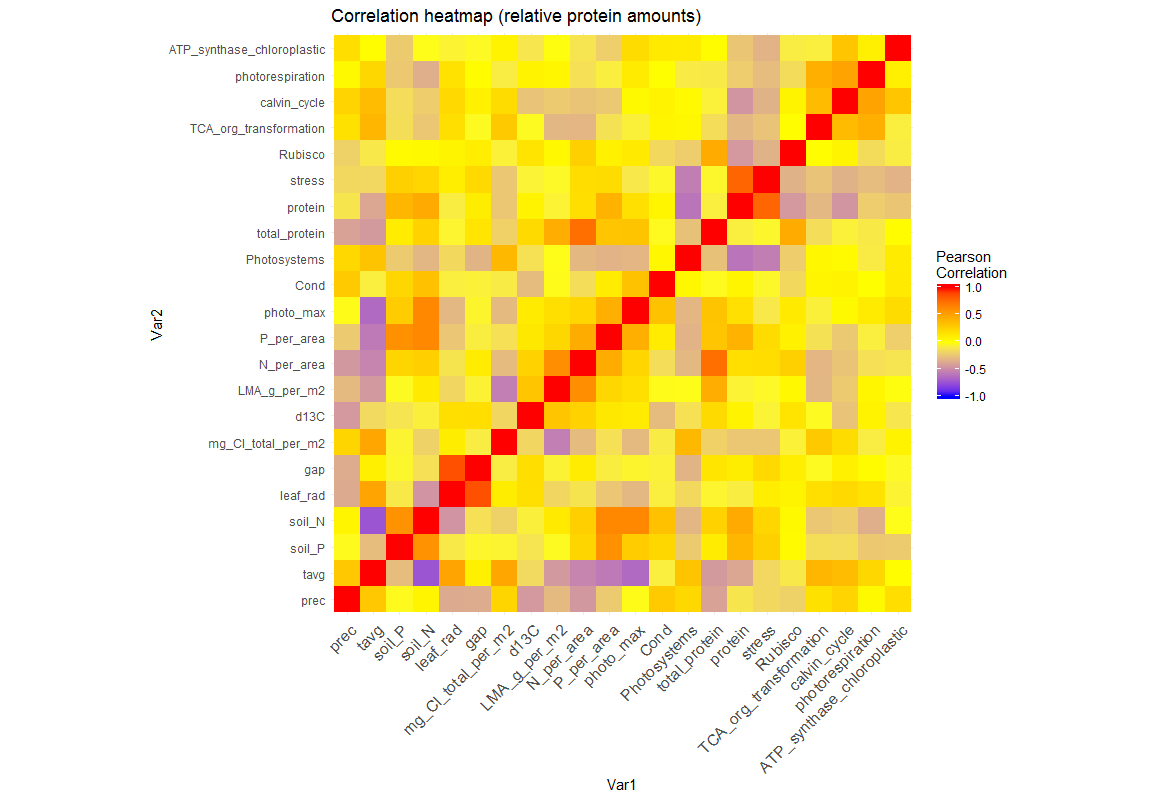 Correlation heatmap (relative protein amounts)
ATP_synthase_chloroplastic
photorespiration
calvin_cycle
TCA_org_transformation
Rubisco
stress
protein
total_protein
Photosystems
Cond
photo_max
P_per_area
N_per_area
LMA_g_per_m2
d13C
mg_Cl_total_per_m2
gap
leaf_rad
soil_N
soil_P
tavg
prec
Var2
prec
tavg
soil_P
soil_N
leaf_rad
gap
mg_Cl_total_per_m2
d13C
LMA_g_per_m2
N_per_area
P_per_area
photo_max
Cond
Photosystems
total_protein
protein
stress
Rubisco
TCA_org_transformation
calvin_cycle
photorespiration
ATP_synthase_chloroplastic
Var1
Pearson
Correlation
1.0
0.5
0.0
-0.5
-1.0